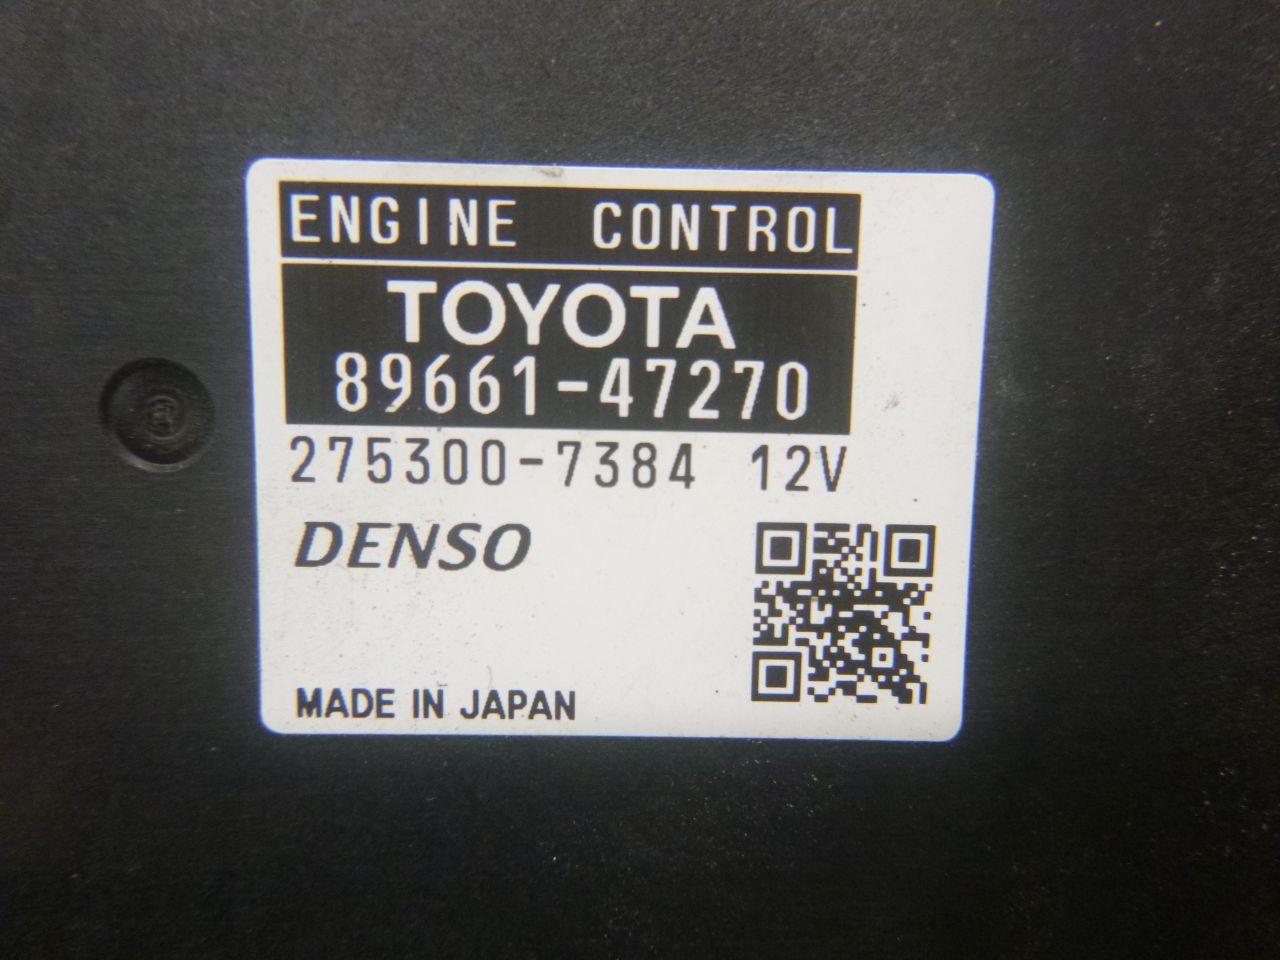 ENGINE CONTROL
TOYOTA
89661-47270
275300-7384 12V
DENSO
MADE IN JAPAN